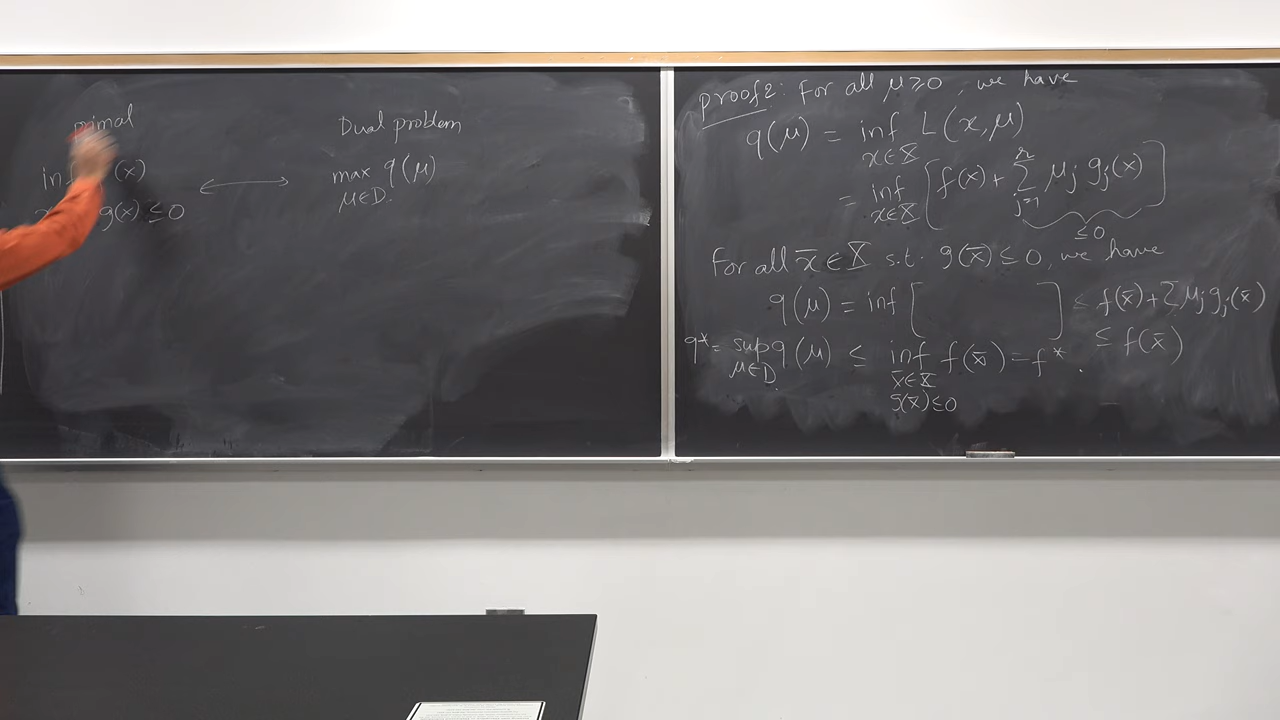 Dual problem
inf (x) ⟷ max q(μ)
μ∈D
g(x) ≤ 0
proof2: For all μ≥0, we have
q(μ) = inf L(x,μ)
x∈X
= inf [f(x) + Σ μj gj(x)]
x∈X j=1
≤0
For all x̄ ∈ X s.t. g(x̄) ≤ 0, we have
q(μ) = inf [ ] ≤ f(x̄) + Σ μj gj(x̄)
≤ f(x̄)
q* = sup q(μ) ≤ inf f(x̄) = f*
μ∈D x̄∈X
g(x̄)≤0